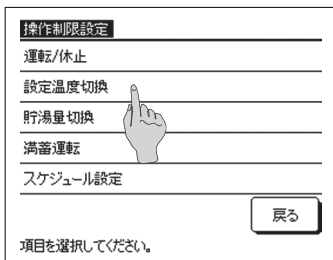 操作制限設定
運転/休止
設定温度切換
貯湯量切換
満蓄運転
スケジュール設定
戻る
項目を選択してください。